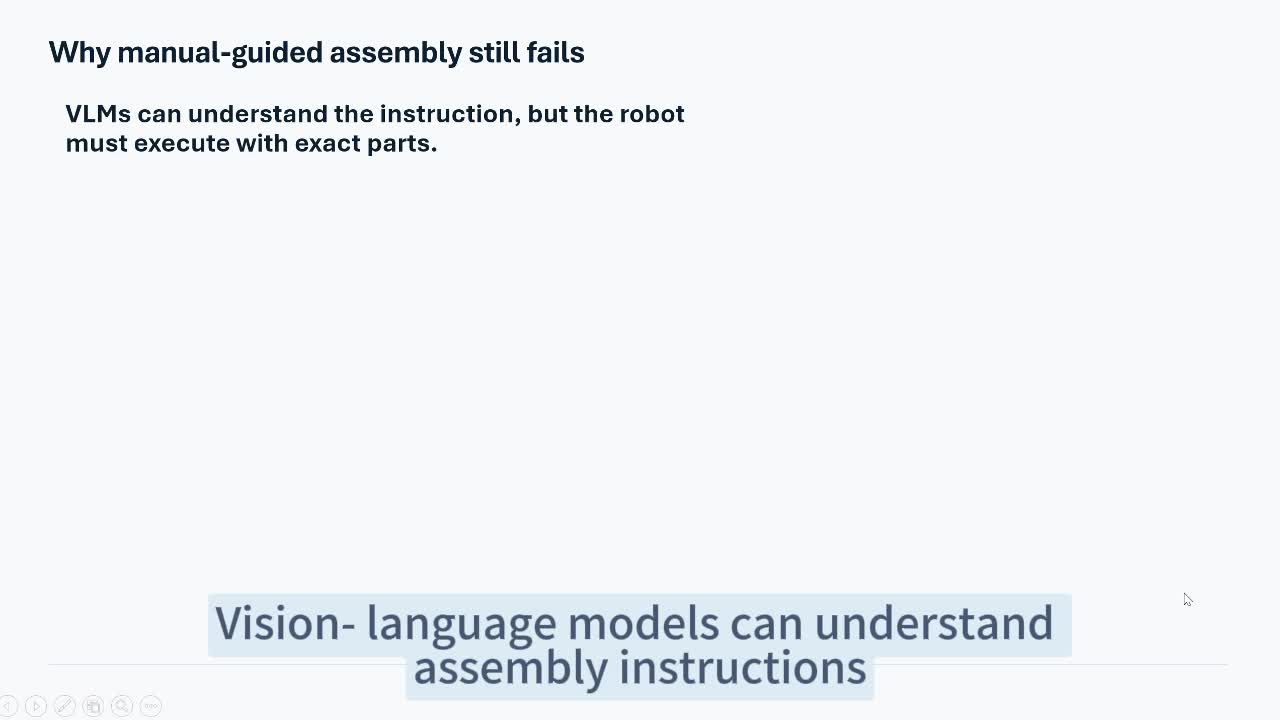 Why manual-guided assembly still fails
VLMs can understand the instruction, but the robot
must execute with exact parts.
Vision- language models can understand
assembly instructions